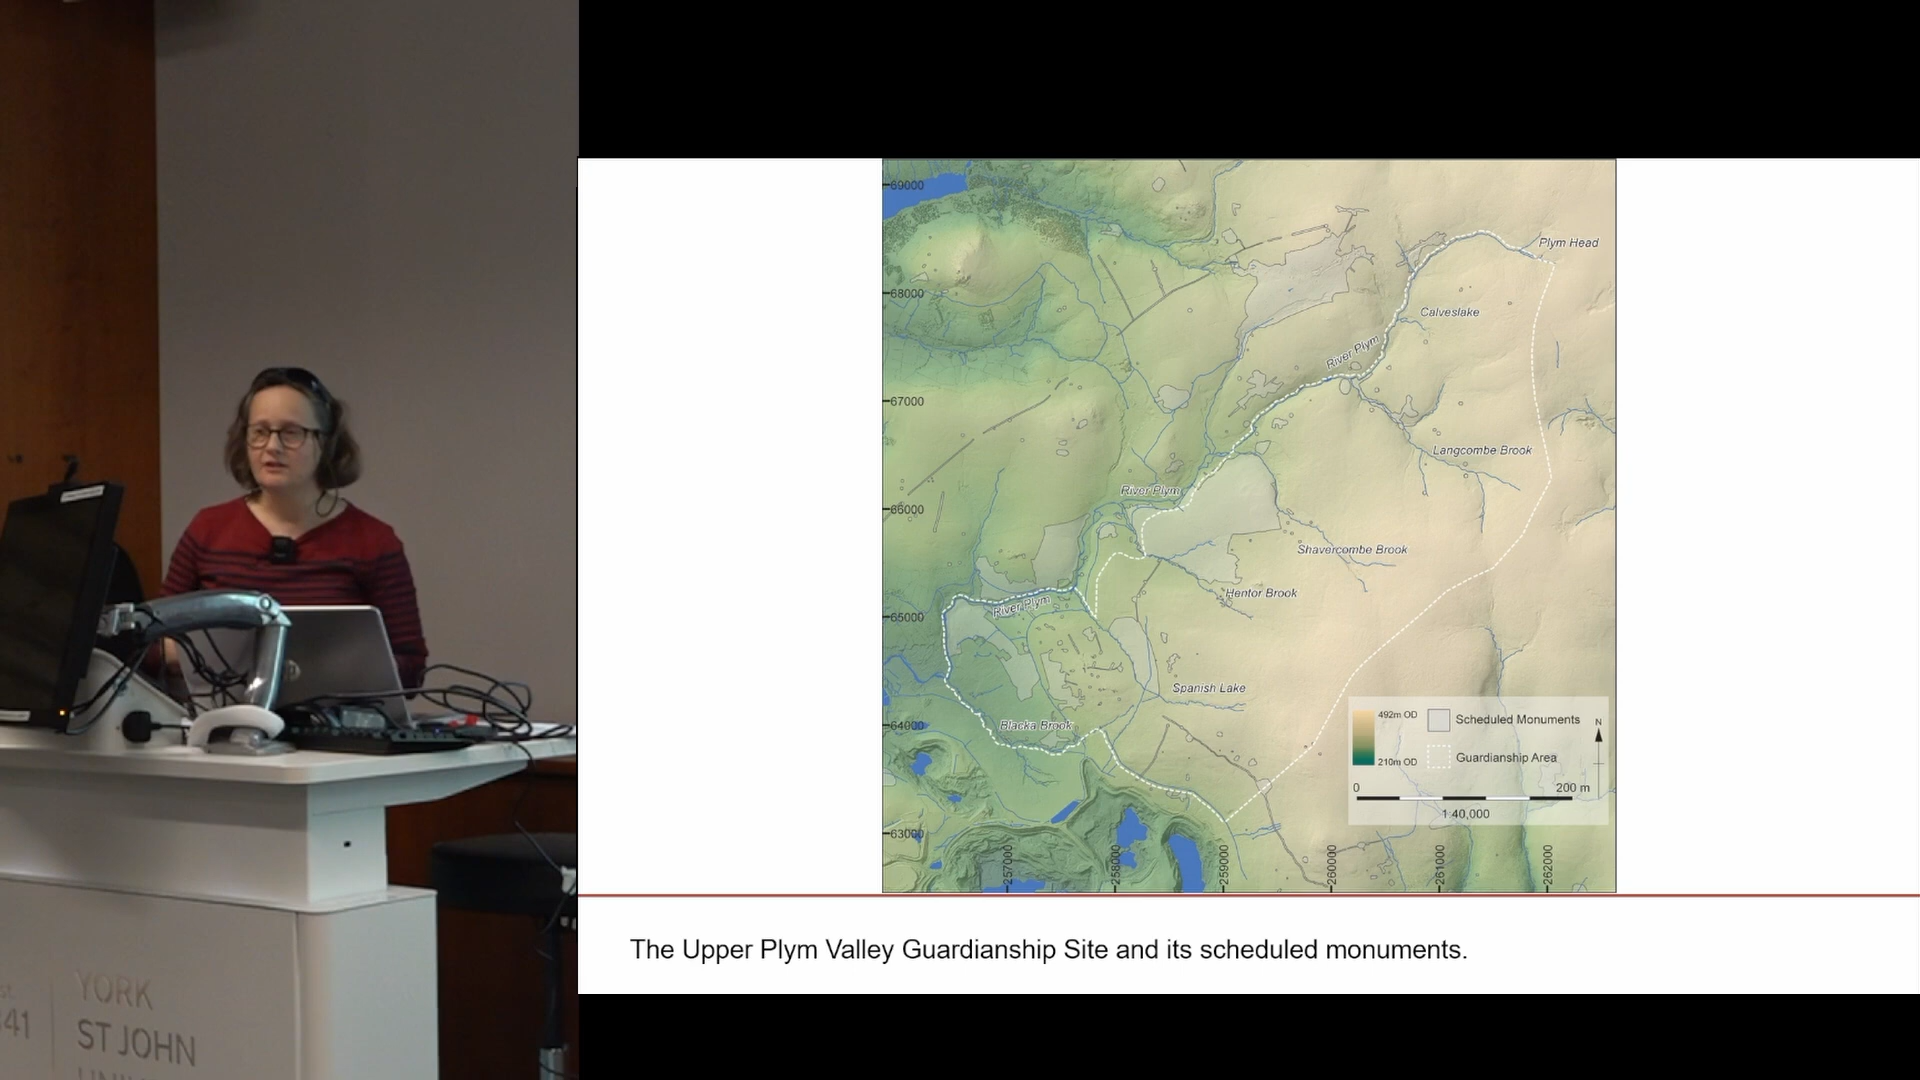 YORK
ST JOHN
69000
68000
67000
66000
65000
64000
63000
257000
258000
259000
260000
261000
262000
Plym Head
Calveslake
River Plym
Langcombe Brook
River Plym
Shavercombe Brook
Hentor Brook
River Plym
Spanish Lake
Blacka Brook
492m OD
210m OD
Scheduled Monuments
Guardianship Area
N
0 200 m
1:40,000
The Upper Plym Valley Guardianship Site and its scheduled monuments.